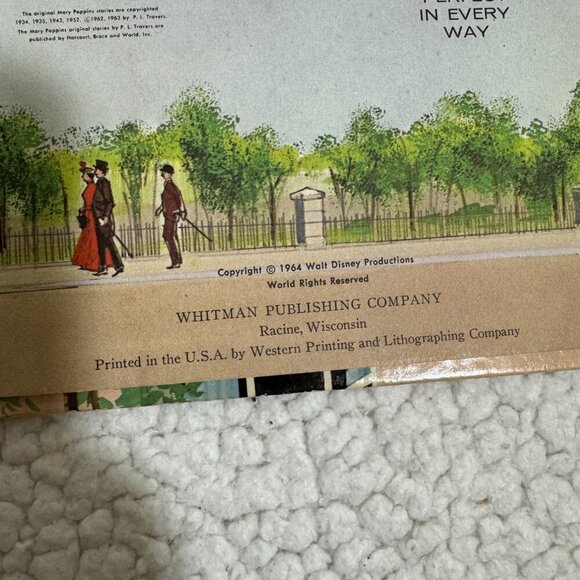 The original Mary Poppins stories are copyrighted
1934, 1935, 1943, 1952, ©1962, 1963 by P. L. Travers.
The Mary Poppins original stories by P. L. Travers are
published by Harcourt, Brace and World, Inc.
PERFECT
IN EVERY
WAY
Copyright © 1964 Walt Disney Productions
World Rights Reserved
WHITMAN PUBLISHING COMPANY
Racine, Wisconsin
Printed in the U.S.A. by Western Printing and Lithographing Company